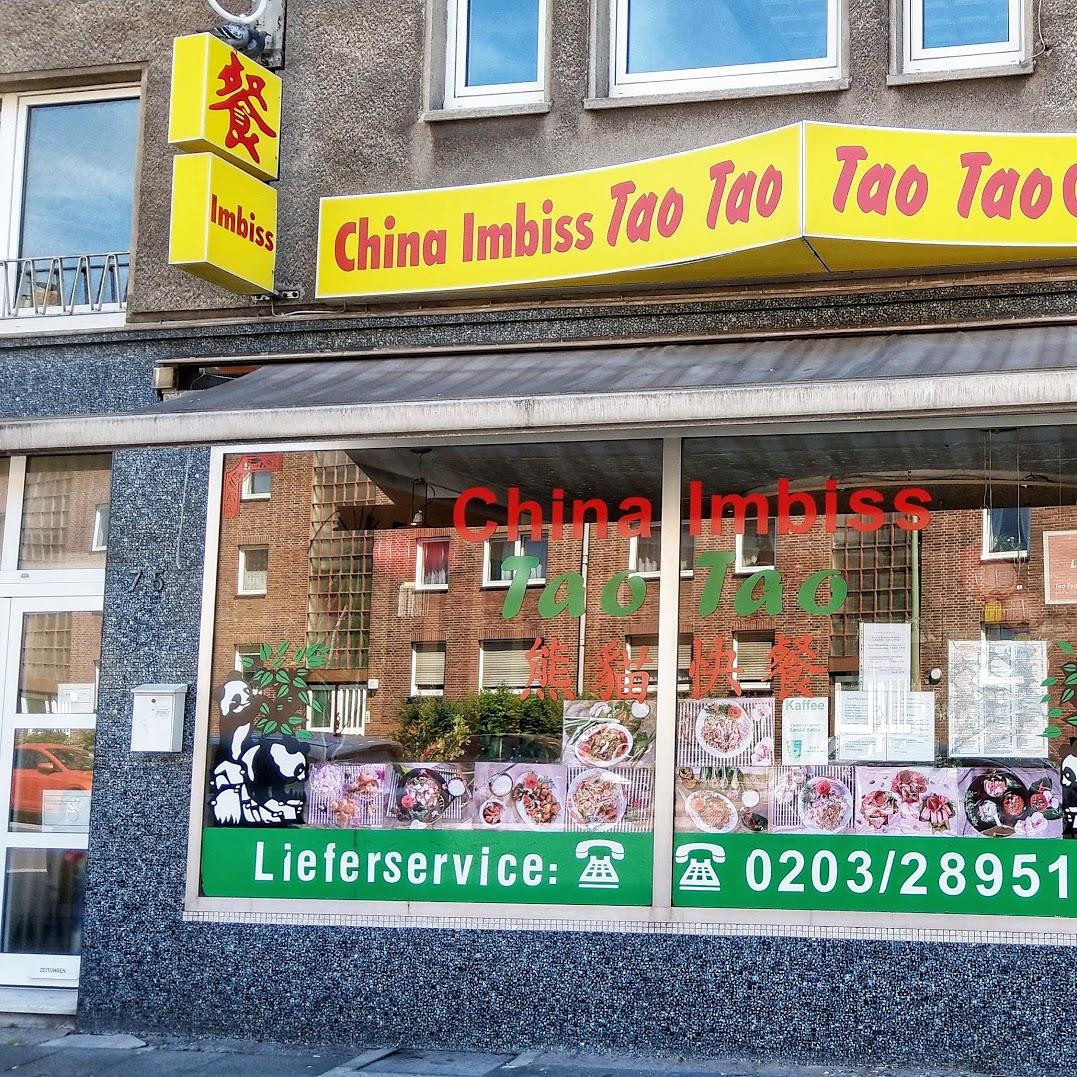 餐
Imbiss
China Imbiss Tao Tao
Tao Tao
China Imbiss
Tao Tao
熊貓快餐
75
Kaffee
Lieferservice:
0203/28951
ZEITUNGEN